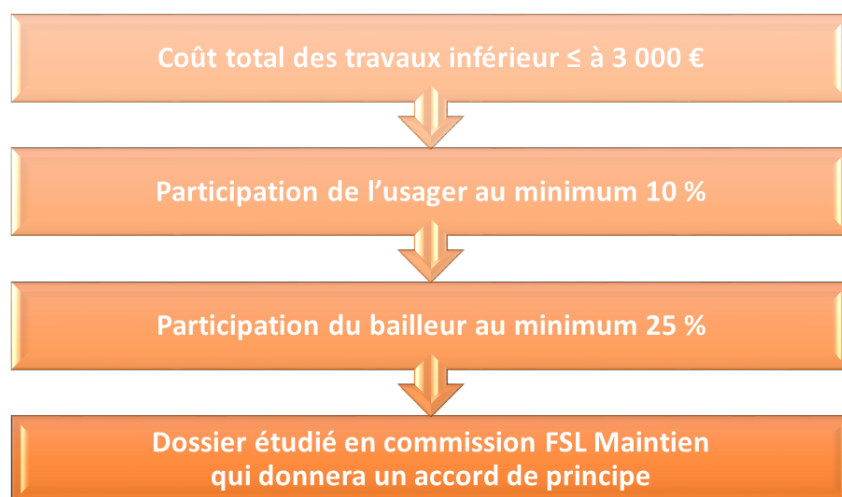 Coût total des travaux inférieur ≤ à 3 000 €
Participation de l’usager au minimum 10 %
Participation du bailleur au minimum 25 %
Dossier étudié en commission FSL Maintien
qui donnera un accord de principe